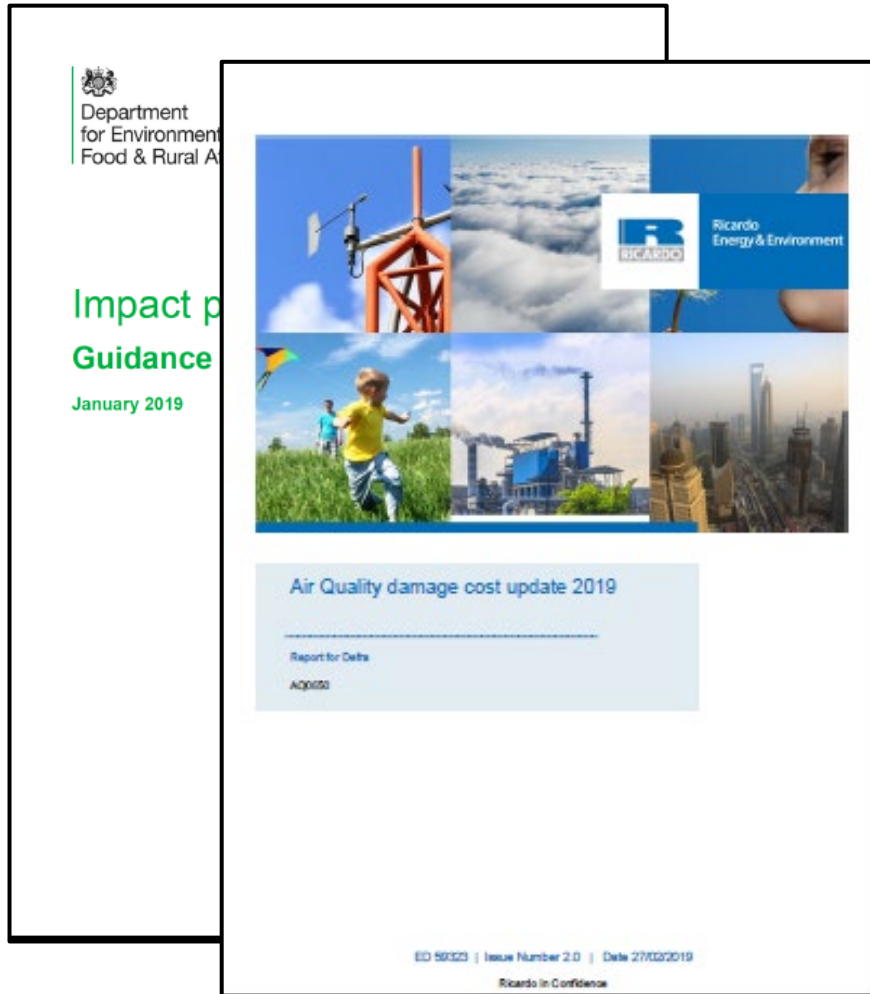 Department
for Environment
Food & Rural A
Impact p
Guidance
January 2019
RICARDO
Ricardo
Energy & Environment
Air Quality damage cost update 2019
Report for Defra
AQ0650
ED 59323 | Issue Number 2.0 | Date 27/02/2019
Ricardo in Confidence